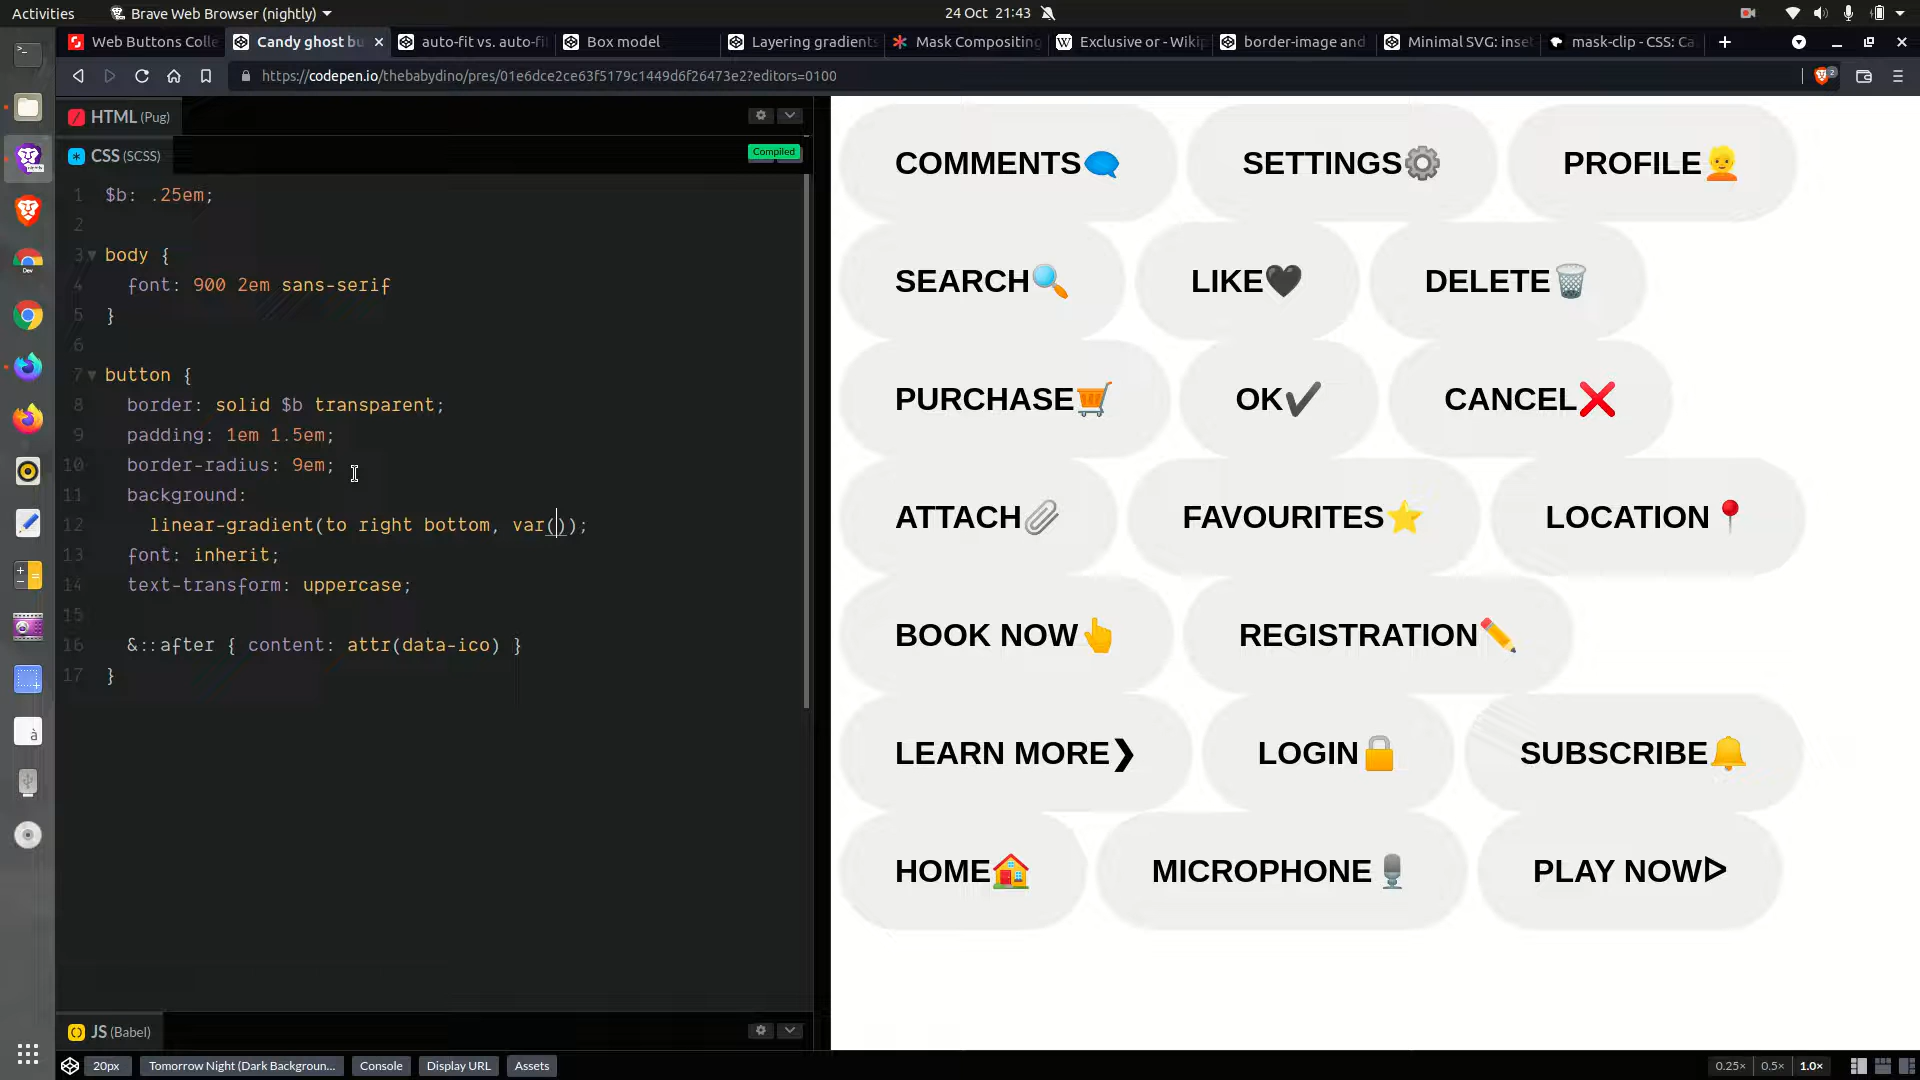 Activities
Brave Web Browser (nightly)
24 Oct 21:43
Web Buttons Colle
Candy ghost bu
auto-fit vs. auto-fi
Box model
Layering gradients
Mask Compositing
Exclusive or - Wikip
border-image and
Minimal SVG: inset
mask-clip - CSS: Ca
https://codepen.io/thebabydino/pres/01e6dce2ce63f5179c1449d6f26473e2?editors=0100
2
HTML (Pug)
CSS (SCSS)
Compiled
1 $b: .25em;
2
3 body {
4 font: 900 2em sans-serif
5 }
6
7 button {
8 border: solid $b transparent;
9 padding: 1em 1.5em;
10 border-radius: 9em;
11 background:
12 linear-gradient(to right bottom, var());
13 font: inherit;
14 text-transform: uppercase;
15
16 &::after { content: attr(data-ico) }
17 }
JS (Babel)
COMMENTS🗨 SETTINGS⚙ PROFILE👱
SEARCH🔍 LIKE🖤 DELETE🗑
PURCHASE🛒 OK✔ CANCEL❌
ATTACH📎 FAVOURITES⭐ LOCATION📍
BOOK NOW👆 REGISTRATION✏
LEARN MORE❯ LOGIN🔒 SUBSCRIBE🔔
HOME🏠 MICROPHONE🎙 PLAY NOWᐅ
20px
Tomorrow Night (Dark Backgroun...
Console
Display URL
Assets
0.25× 0.5× 1.0×
Dev
à